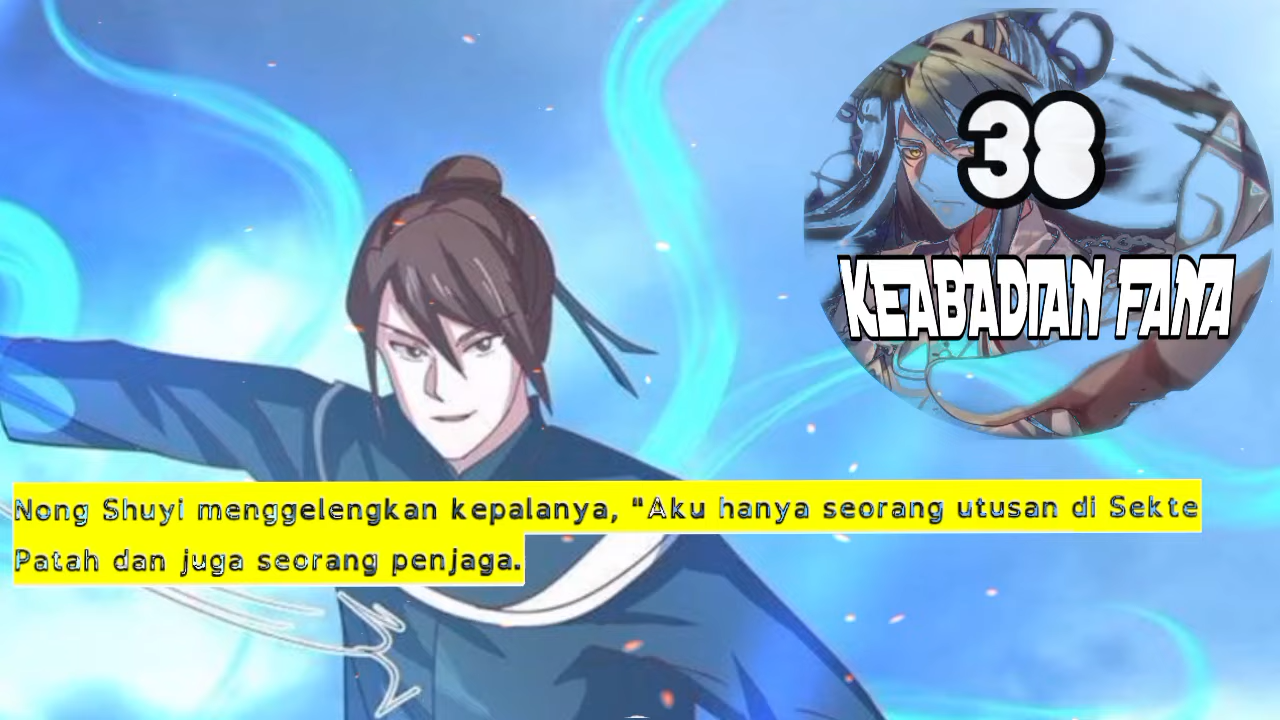 38
KEABADIAN FANA
Nong Shuyi menggelengkan kepalanya, "Aku hanya seorang utusan di Sekte
Patah dan juga seorang penjaga.